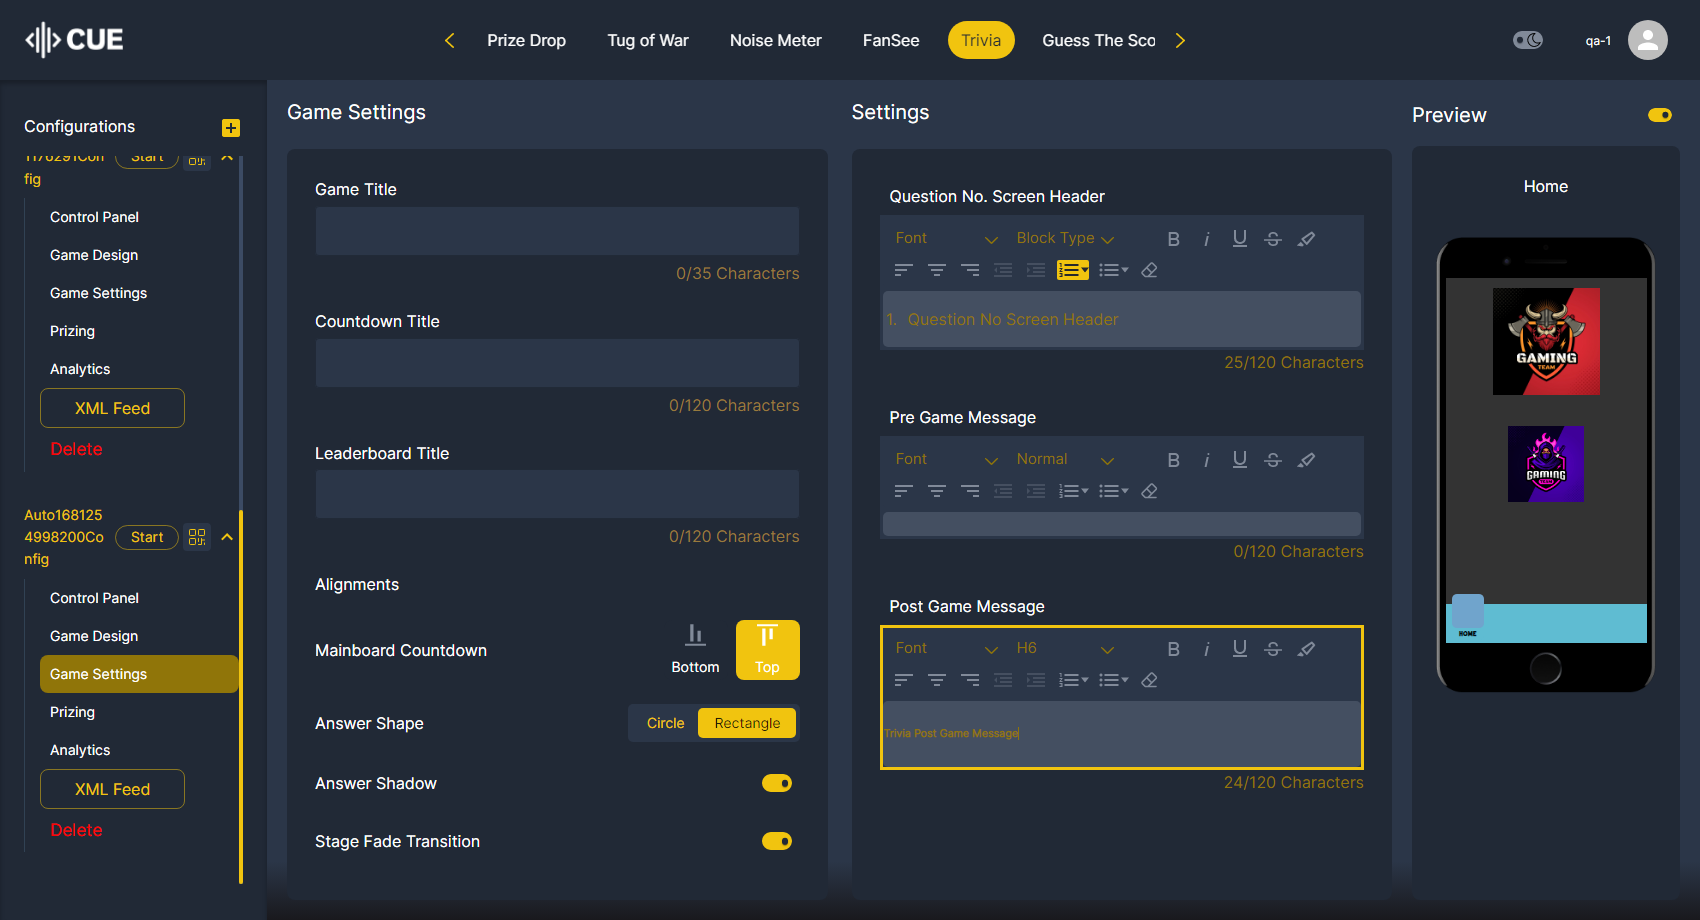 CUE
Prize Drop
Tug of War
Noise Meter
FanSee
Trivia
Guess The Sco
qa-1
Configurations
1176291Con
fig
Start
Control Panel
Game Design
Game Settings
Prizing
Analytics
XML Feed
Delete
Auto168125
4998200Co
nfig
Start
Control Panel
Game Design
Game Settings
Prizing
Analytics
XML Feed
Delete
Game Settings
Game Title
0/35 Characters
Countdown Title
0/120 Characters
Leaderboard Title
0/120 Characters
Alignments
Mainboard Countdown
Bottom
Top
Answer Shape
Circle
Rectangle
Answer Shadow
Stage Fade Transition
Settings
Question No. Screen Header
Font
Block Type
B i U S
1. Question No Screen Header
25/120 Characters
Pre Game Message
Font
Normal
B i U S
0/120 Characters
Post Game Message
Font
H6
B i U S
Trivia Post Game Message
24/120 Characters
Preview
Home
GAMING
TEAM
GAMING
TEAM
HOME